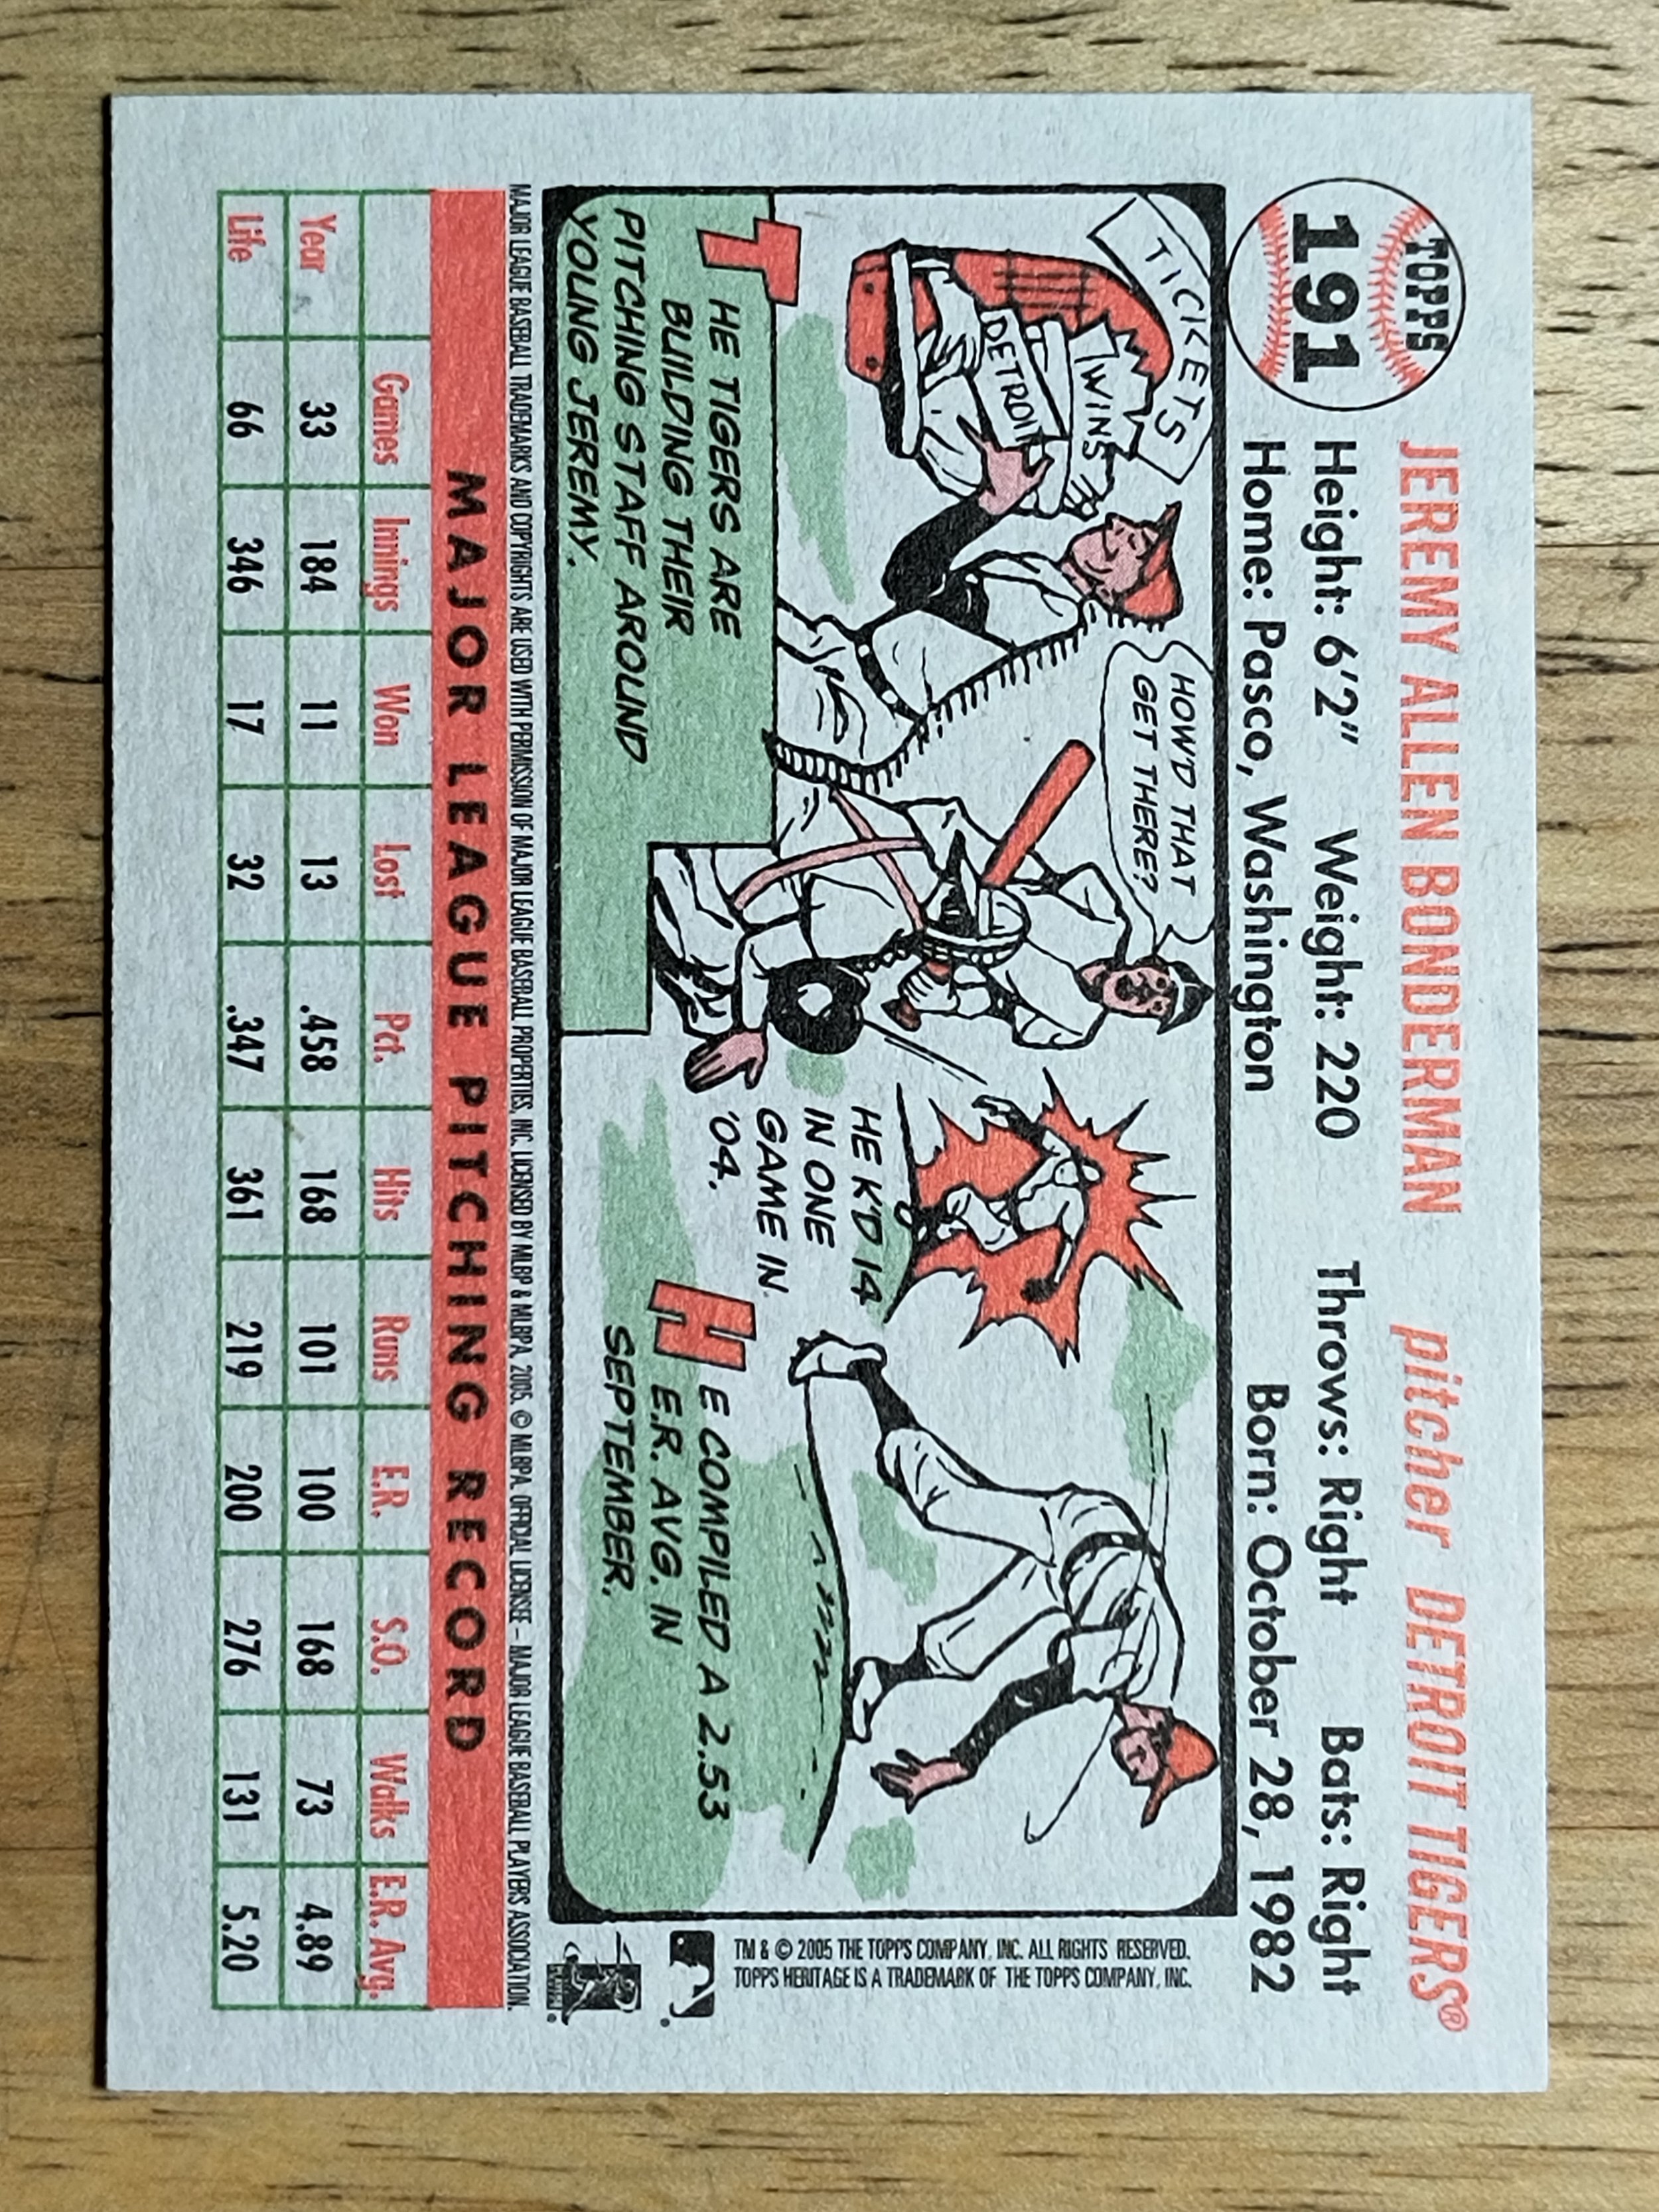 TOPPS
191
JEREMY ALLEN BONDERMAN pitcher DETROIT TIGERS®
Height: 6'2" Weight: 220 Throws: Right Bats: Right
Home: Pasco, Washington Born: October 28, 1982
TICKETS
WINS
DETROIT
HOW'D THAT
GET THERE?
THE TIGERS ARE
BUILDING THEIR
PITCHING STAFF AROUND
YOUNG JEREMY.
HE K'D 14
IN ONE
GAME IN
'04.
HE COMPILED A 2.53
E.R. AVG. IN
SEPTEMBER.
TM & © 2005 THE TOPPS COMPANY, INC. ALL RIGHTS RESERVED.
TOPPS HERITAGE IS A TRADEMARK OF THE TOPPS COMPANY, INC.
MAJOR LEAGUE BASEBALL TRADEMARKS AND COPYRIGHTS ARE USED WITH PERMISSION OF MAJOR LEAGUE BASEBALL PROPERTIES, INC. LICENSED BY MLBP & MLBPA, 2005. © MLBPA. OFFICIAL LICENSEE – MAJOR LEAGUE BASEBALL PLAYERS ASSOCIATION.
MAJOR LEAGUE PITCHING RECORD
Games Innings Won Lost Pct. Hits Runs E.R. S.O. Walks E.R. Avg.
Year 33 184 11 13 .458 168 101 100 168 73 4.89
Life 66 346 17 32 .347 361 219 200 276 131 5.20